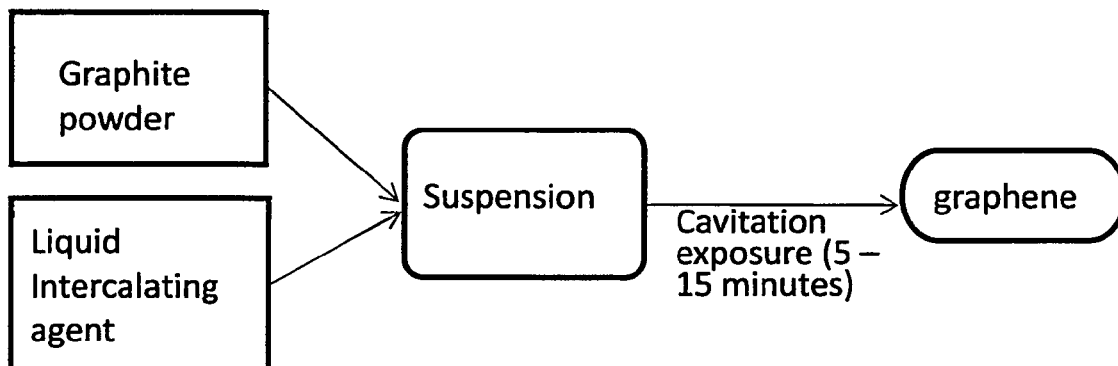 Graphite
powder
Liquid
Intercalating
agent
Suspension
Cavitation
exposure (5 –
15 minutes)
graphene